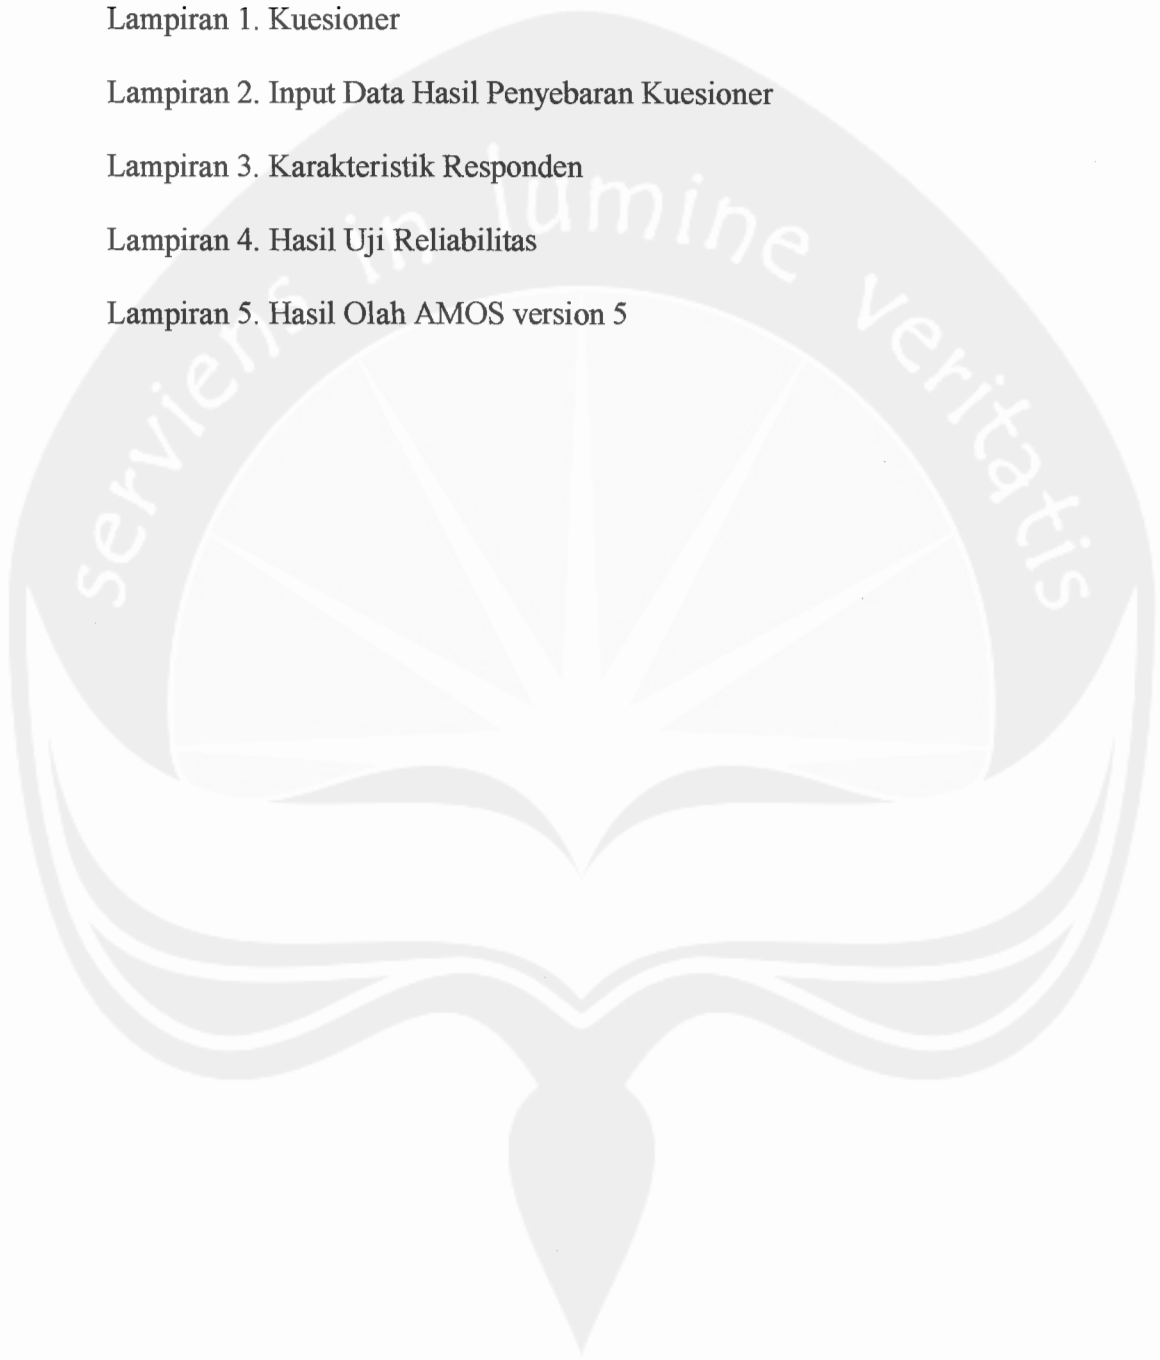 Lampiran 1. Kuesioner
Lampiran 2. Input Data Hasil Penyebaran Kuesioner
Lampiran 3. Karakteristik Responden
Lampiran 4. Hasil Uji Reliabilitas
Lampiran 5. Hasil Olah AMOS version 5
serviens in lumine veritatis